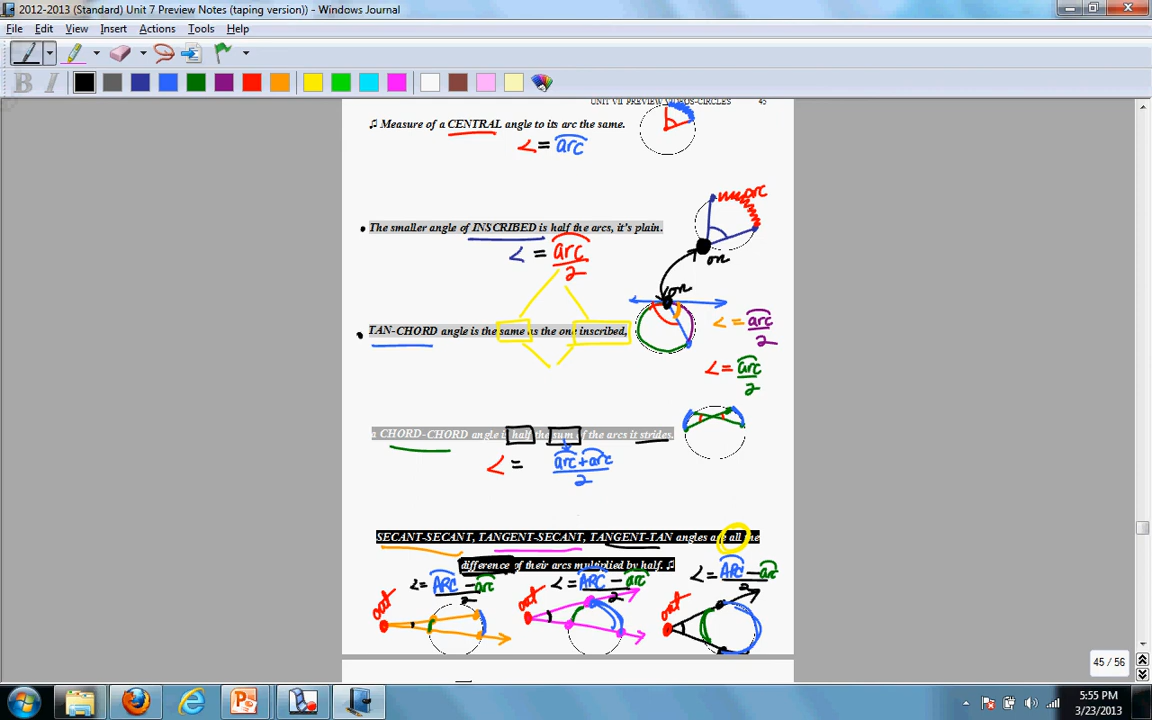 2012-2013 (Standard) Unit 7 Preview Notes (taping version)) - Windows Journal
File Edit View Insert Actions Tools Help
B I
UNIT VII PREVIEW VIDEOS-CIRCLES 45
♫ Measure of a CENTRAL angle to its arc the same.
∠ = arc
arc
• The smaller angle of INSCRIBED is half the arcs, it's plain.
∠ = arc/2
on
on
• TAN-CHORD angle is the same as the one inscribed,
∠ = arc/2
∠ = arc/2
a CHORD-CHORD angle is half the sum of the arcs it strides.
∠ = arc + arc/2
SECANT-SECANT, TANGENT-SECANT, TANGENT-TAN angles are all the
difference of their arcs multiplied by half. ♫
∠ = ARC - arc/2 ∠ = ARC - arc/2 ∠ = ARC - arc/2
out out out
45 / 56
5:55 PM
3/23/2013